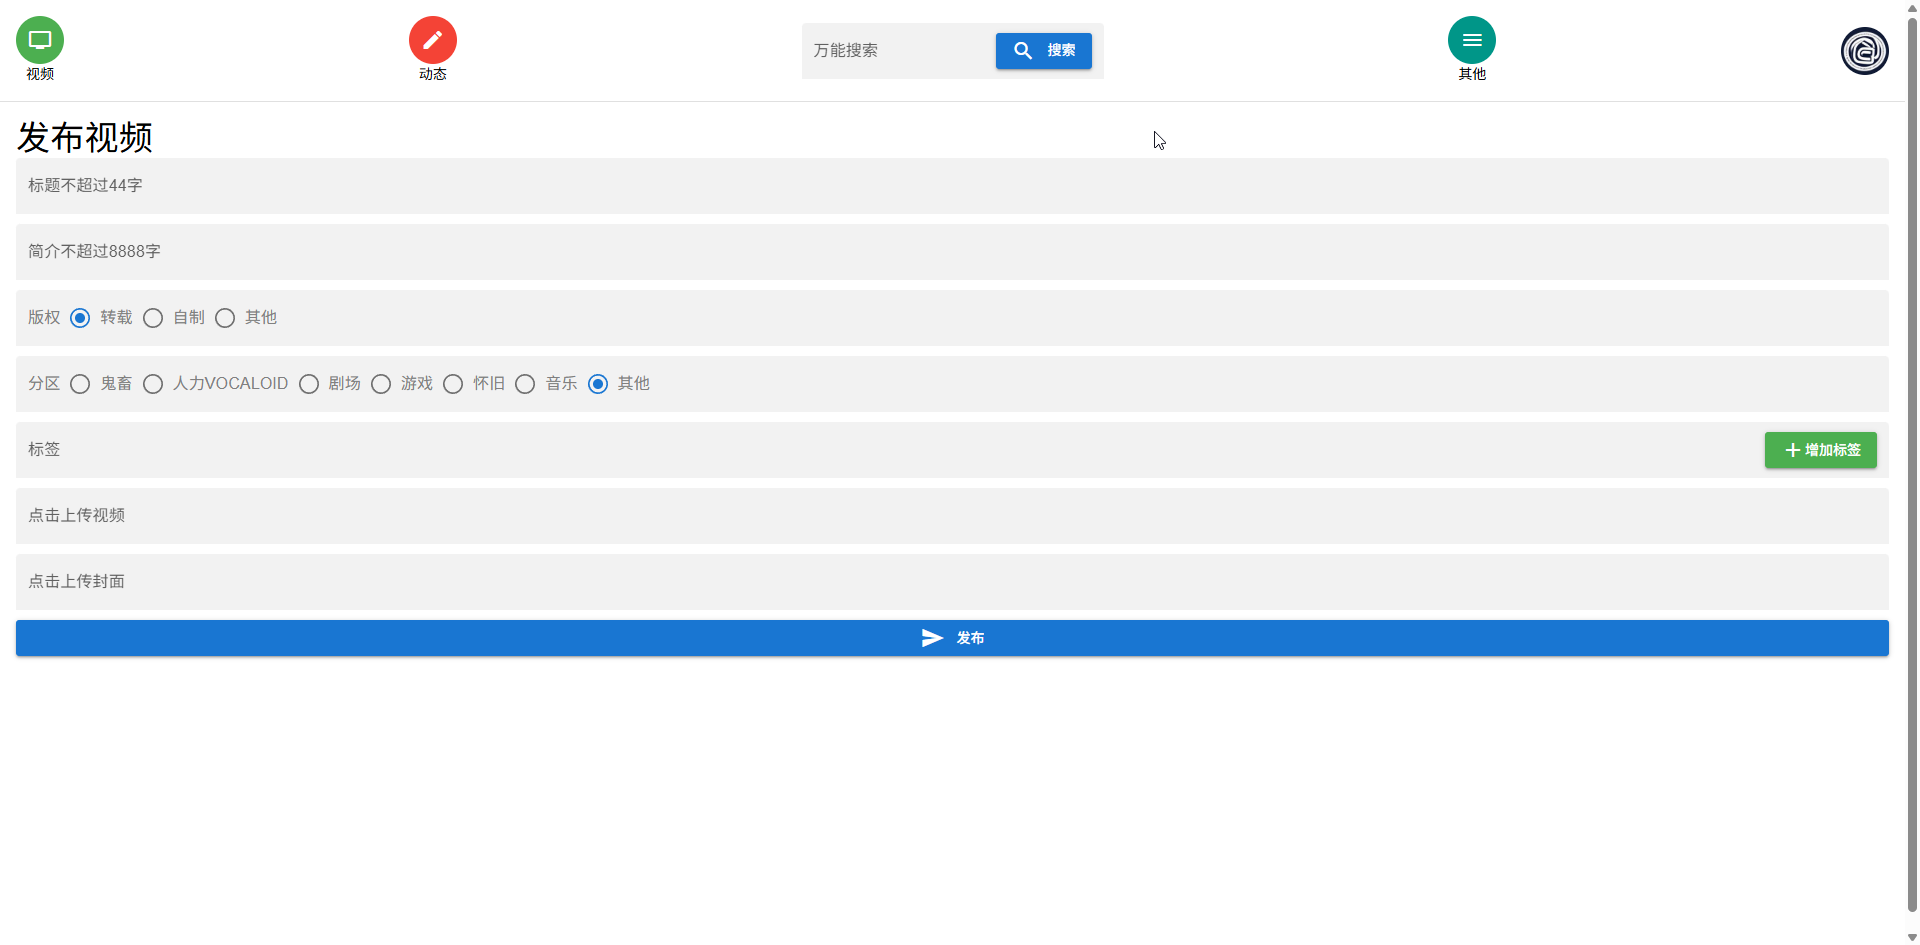 视频
动态
万能搜索 搜索
其他
发布视频
标题不超过44字
简介不超过8888字
版权 转载 自制 其他
分区 鬼畜 人力VOCALOID 剧场 游戏 怀旧 音乐 其他
标签 增加标签
点击上传视频
点击上传封面
发布